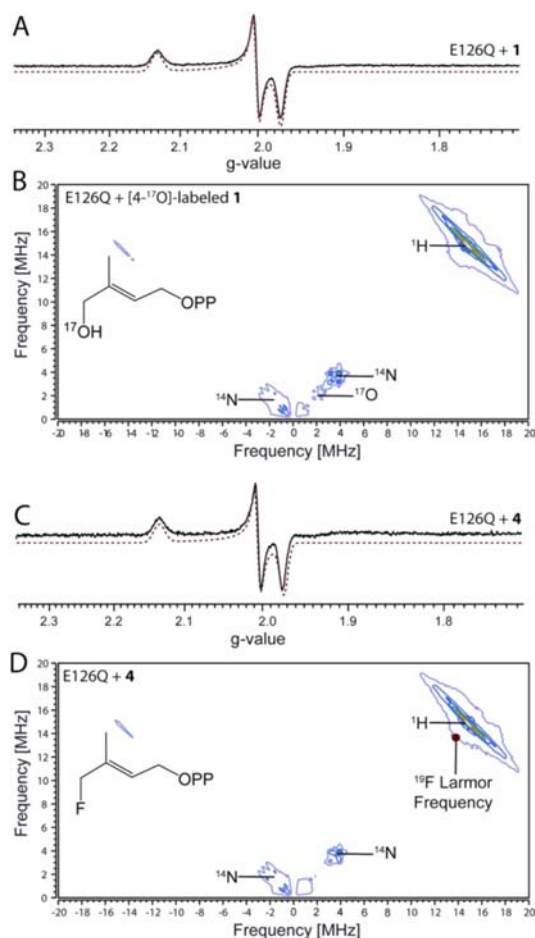 A
E126Q + 1
2.3 2.2 2.1 2.0 1.9 1.8
g-value
B
E126Q + [4-¹⁷O]-labeled 1
20
18
16
14
12
10
8
6
4
2
0
Frequency [MHz]
OPP
¹⁷OH
¹H
¹⁴N
¹⁴N
¹⁷O
-20 -18 -16 -14 -12 -10 -8 -6 -4 -2 0 2 4 6 8 10 12 14 16 18 20
Frequency [MHz]
C
E126Q + 4
2.3 2.2 2.1 2.0 1.9 1.8
g-value
D
E126Q + 4
20
18
16
14
12
10
8
6
4
2
0
Frequency [MHz]
OPP
F
¹H
¹⁹F Larmor
Frequency
¹⁴N
¹⁴N
-20 -18 -16 -14 -12 -10 -8 -6 -4 -2 0 2 4 6 8 10 12 14 16 18 20
Frequency [MHz]